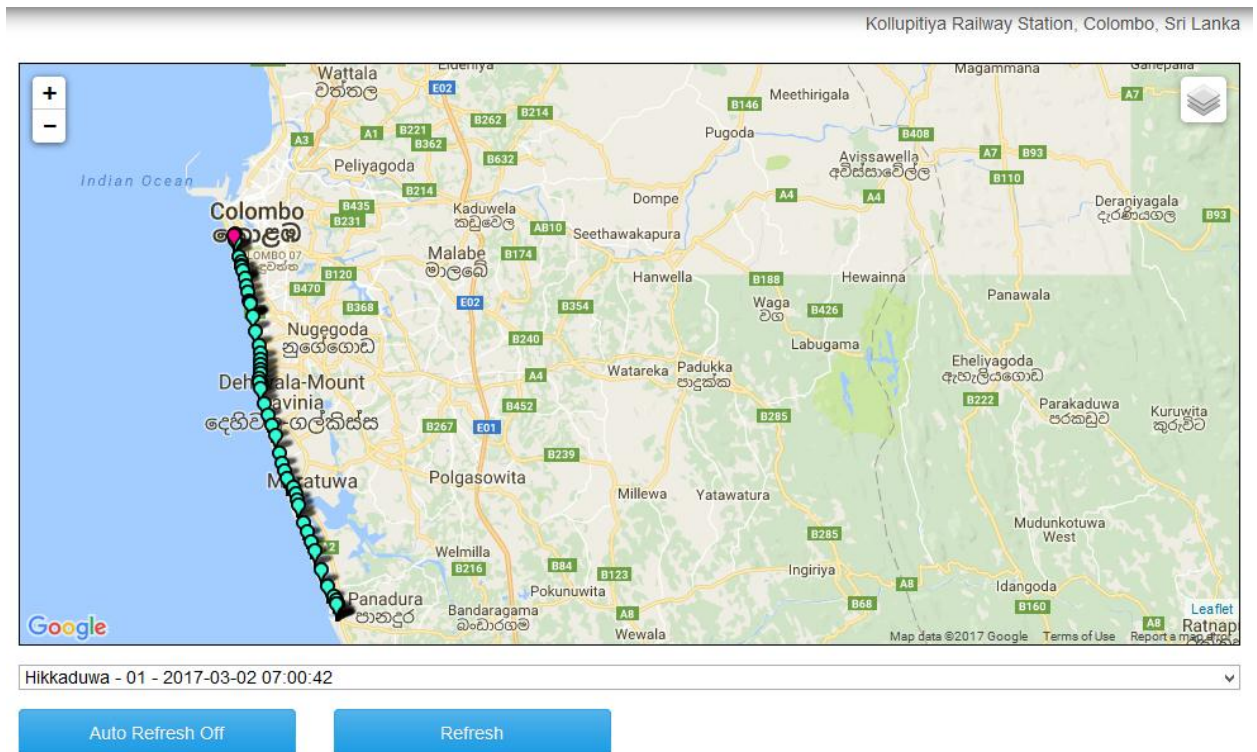 Kollupitiya Railway Station, Colombo, Sri Lanka
+
−
Wattala
වත්තල
E02
Meethirigala
Magammana
A7
B146
B262
B214
A3
A1
B221
B362
B632
Pugoda
B408
Peliyagoda
Avissawella
අවිස්සාවේල්ල
A7
B93
B110
Indian Ocean
B214
Dompe
A4
A4
Deraniyagala
දැරණියගල
B93
Colombo
B435
B231
Kaduwela
කඩුවෙල
AB10
Seethawakapura
Malabe
මාලබේ
B174
B120
Hanwella
B188
Hewainna
B470
B368
E02
B354
Waga
වග
B426
Panawala
Nugegoda
නුගේගොඩ
B240
Labugama
A4
Watareka
Padukka
පාදුක්ක
Eheliyagoda
ඇහැලියගොඩ
B222
B452
B285
Parakaduwa
පරකඩුව
Kuruwita
කුරුවිට
B267
E01
B239
Polgasowita
Millewa
Yatawatura
Mudunkotuwa
West
B285
Welmilla
B216
B84
B123
Ingiriya
Pokunuwita
A8
Idangoda
B160
Panadura
පානදුර
Bandaragama
බණ්ඩාරගම
A8
B68
Wewala
Leaflet
A8
Google
Map data ©2017 Google
Terms of Use
Report a map error
Hikkaduwa - 01 - 2017-03-02 07:00:42
Auto Refresh Off
Refresh